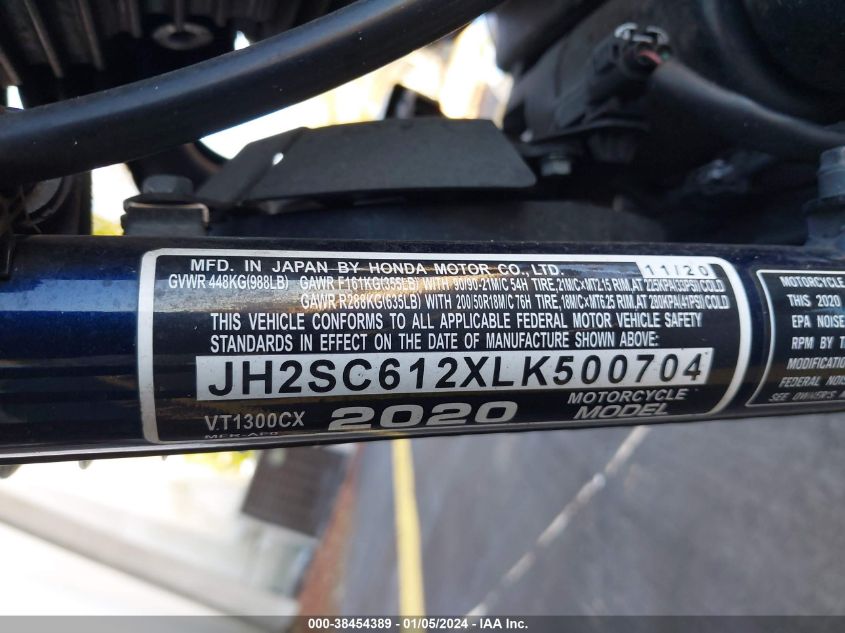 MFD. IN JAPAN BY HONDA MOTOR CO., LTD. 11/20
GVWR 448KG(988LB) GAWR F161KG(355LB) WITH 90/90-21M/C 54H TIRE,21M/C×MT2.15 RIM,AT 225KPA(33PSI)COLD
GAWR R288KG(635LB) WITH 200/50R18M/C 76H TIRE,18M/C×MT6.25 RIM,AT 280KPA(41PSI)COLD
THIS VEHICLE CONFORMS TO ALL APPLICABLE FEDERAL MOTOR VEHICLE SAFETY
STANDARDS IN EFFECT ON THE DATE OF MANUFACTURE SHOWN ABOVE:
JH2SC612XLK500704
VT1300CX 2020 MOTORCYCLE
MODEL
MOTORCYCLE
THIS 2020
EPA NOISE
RPM BY T
MODIFICATION
FEDERAL NOIS
SEE OWNER'S
000-38454389 - 01/05/2024 - IAA Inc.